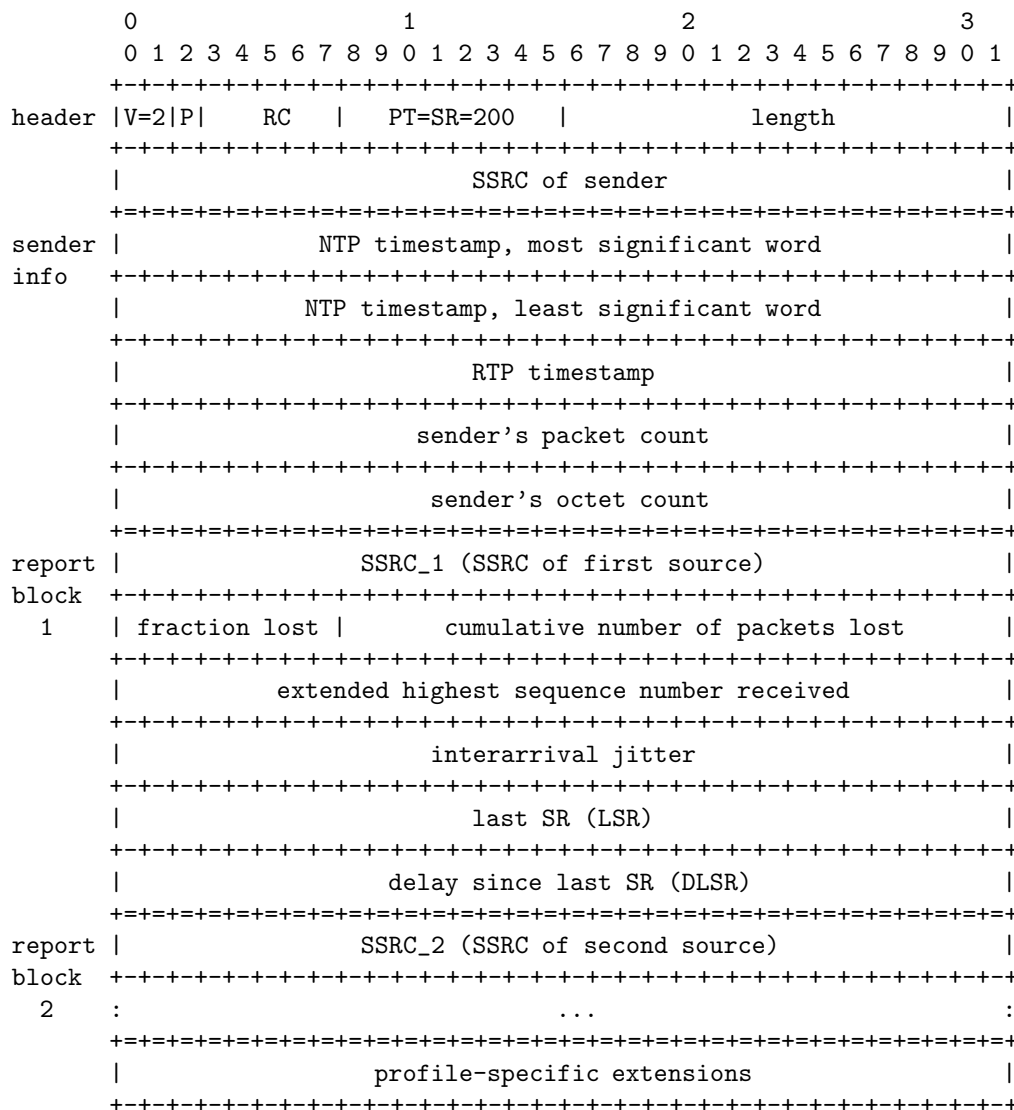 0                   1                   2                   3
        0 1 2 3 4 5 6 7 8 9 0 1 2 3 4 5 6 7 8 9 0 1 2 3 4 5 6 7 8 9 0 1
       +-+-+-+-+-+-+-+-+-+-+-+-+-+-+-+-+-+-+-+-+-+-+-+-+-+-+-+-+-+-+-+-+
header |V=2|P|    RC   |   PT=SR=200   |             length            |
       +-+-+-+-+-+-+-+-+-+-+-+-+-+-+-+-+-+-+-+-+-+-+-+-+-+-+-+-+-+-+-+-+
       |                         SSRC of sender                        |
       +=+=+=+=+=+=+=+=+=+=+=+=+=+=+=+=+=+=+=+=+=+=+=+=+=+=+=+=+=+=+=+=+
sender |              NTP timestamp, most significant word             |
info   +-+-+-+-+-+-+-+-+-+-+-+-+-+-+-+-+-+-+-+-+-+-+-+-+-+-+-+-+-+-+-+-+
       |             NTP timestamp, least significant word             |
       +-+-+-+-+-+-+-+-+-+-+-+-+-+-+-+-+-+-+-+-+-+-+-+-+-+-+-+-+-+-+-+-+
       |                         RTP timestamp                         |
       +-+-+-+-+-+-+-+-+-+-+-+-+-+-+-+-+-+-+-+-+-+-+-+-+-+-+-+-+-+-+-+-+
       |                     sender's packet count                     |
       +-+-+-+-+-+-+-+-+-+-+-+-+-+-+-+-+-+-+-+-+-+-+-+-+-+-+-+-+-+-+-+-+
       |                      sender's octet count                     |
       +=+=+=+=+=+=+=+=+=+=+=+=+=+=+=+=+=+=+=+=+=+=+=+=+=+=+=+=+=+=+=+=+
report |                 SSRC_1 (SSRC of first source)                 |
block  +-+-+-+-+-+-+-+-+-+-+-+-+-+-+-+-+-+-+-+-+-+-+-+-+-+-+-+-+-+-+-+-+
  1    | fraction lost |       cumulative number of packets lost       |
       +-+-+-+-+-+-+-+-+-+-+-+-+-+-+-+-+-+-+-+-+-+-+-+-+-+-+-+-+-+-+-+-+
       |           extended highest sequence number received           |
       +-+-+-+-+-+-+-+-+-+-+-+-+-+-+-+-+-+-+-+-+-+-+-+-+-+-+-+-+-+-+-+-+
       |                      interarrival jitter                      |
       +-+-+-+-+-+-+-+-+-+-+-+-+-+-+-+-+-+-+-+-+-+-+-+-+-+-+-+-+-+-+-+-+
       |                         last SR (LSR)                         |
       +-+-+-+-+-+-+-+-+-+-+-+-+-+-+-+-+-+-+-+-+-+-+-+-+-+-+-+-+-+-+-+-+
       |                   delay since last SR (DLSR)                  |
       +=+=+=+=+=+=+=+=+=+=+=+=+=+=+=+=+=+=+=+=+=+=+=+=+=+=+=+=+=+=+=+=+
report |                 SSRC_2 (SSRC of second source)                |
block  +-+-+-+-+-+-+-+-+-+-+-+-+-+-+-+-+-+-+-+-+-+-+-+-+-+-+-+-+-+-+-+-+
  2    :                               ...                             :
       +=+=+=+=+=+=+=+=+=+=+=+=+=+=+=+=+=+=+=+=+=+=+=+=+=+=+=+=+=+=+=+=+
       |                  profile-specific extensions                  |
       +-+-+-+-+-+-+-+-+-+-+-+-+-+-+-+-+-+-+-+-+-+-+-+-+-+-+-+-+-+-+-+-+